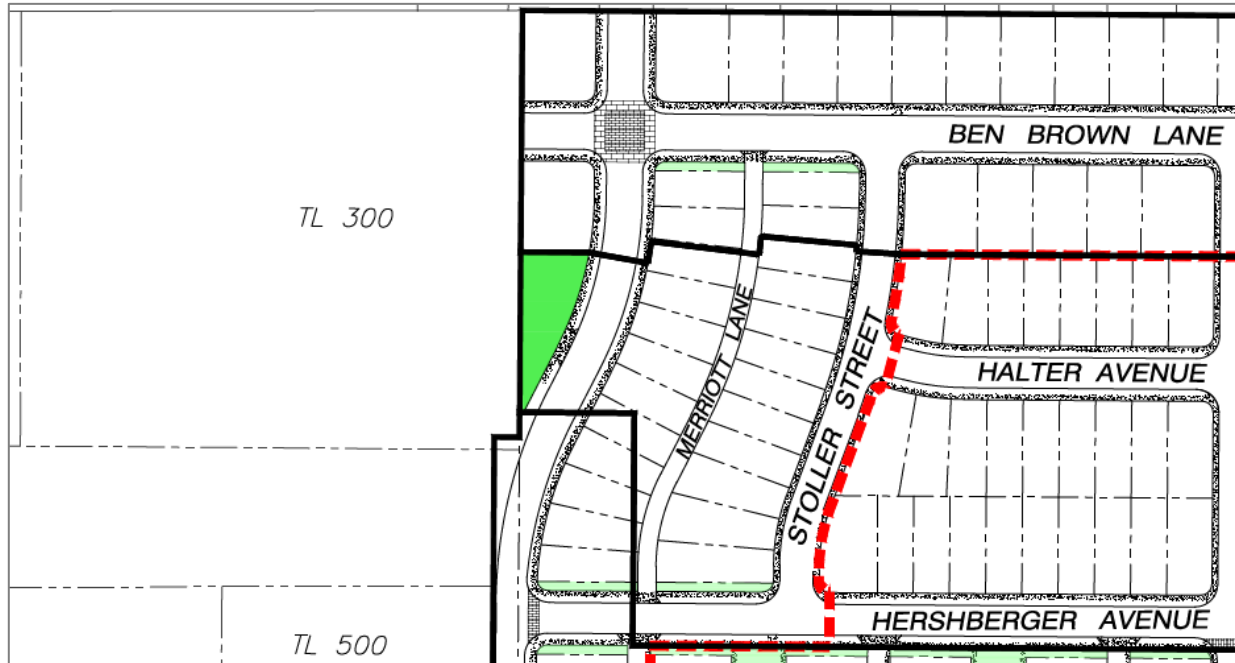 BEN BROWN LANE
TL 300
MERRIOTT LANE
STOLLER STREET
HALTER AVENUE
HERSHBERGER AVENUE
TL 500